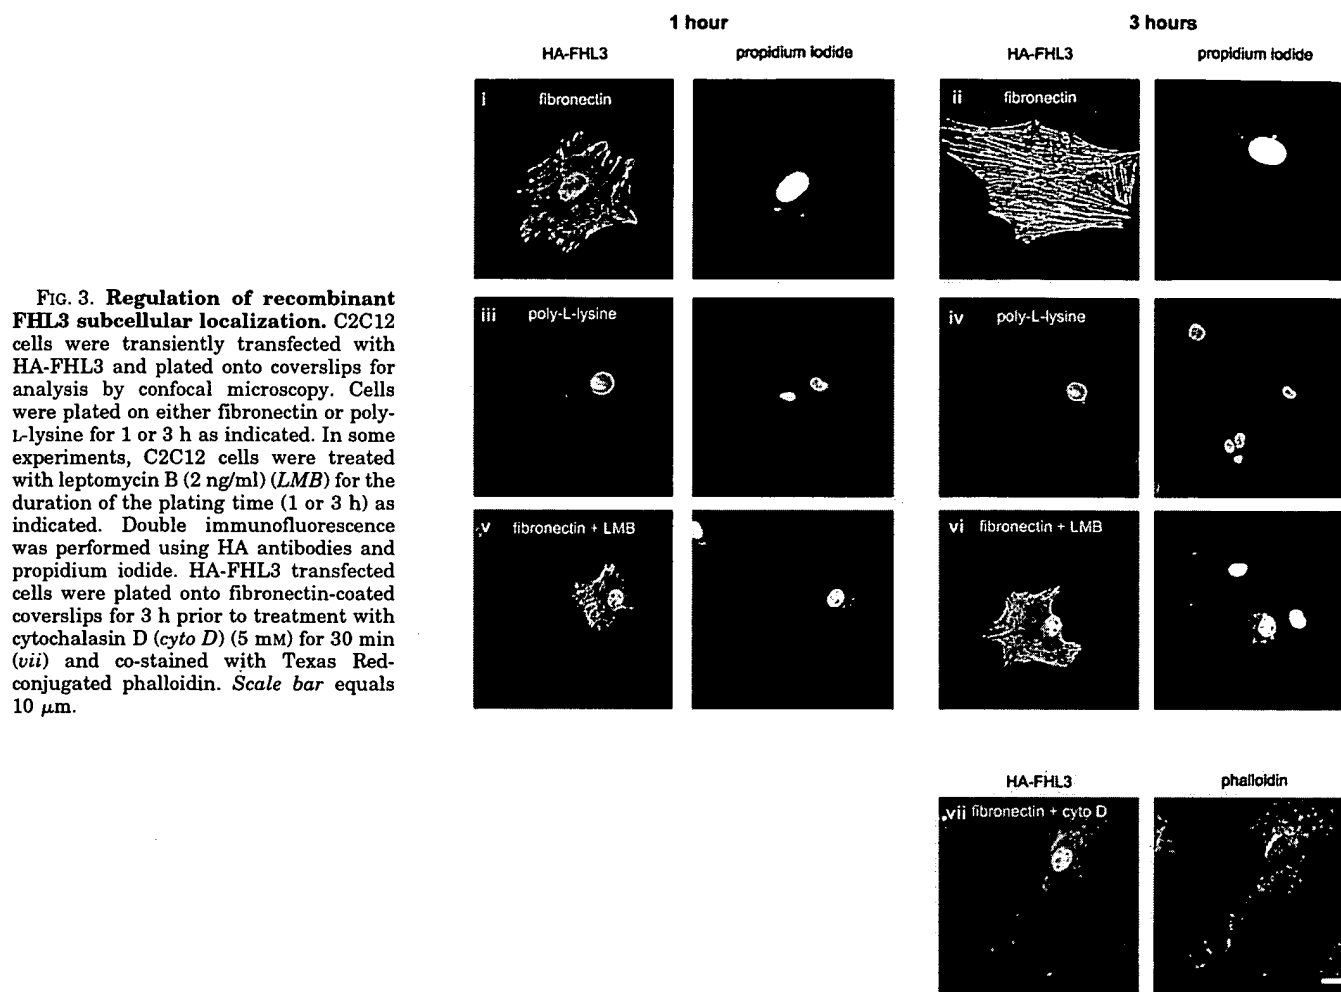 1 hour
3 hours
HA-FHL3
propidium iodide
HA-FHL3
propidium iodide
i fibronectin
ii fibronectin
FIG. 3. Regulation of recombinant
FHL3 subcellular localization. C2C12
cells were transiently transfected with
HA-FHL3 and plated onto coverslips for
analysis by confocal microscopy. Cells
were plated on either fibronectin or poly-
L-lysine for 1 or 3 h as indicated. In some
experiments, C2C12 cells were treated
with leptomycin B (2 ng/ml) (LMB) for the
duration of the plating time (1 or 3 h) as
indicated. Double immunofluorescence
was performed using HA antibodies and
propidium iodide. HA-FHL3 transfected
cells were plated onto fibronectin-coated
coverslips for 3 h prior to treatment with
cytochalasin D (cyto D) (5 mM) for 30 min
(vii) and co-stained with Texas Red-
conjugated phalloidin. Scale bar equals
10 μm.
iii poly-L-lysine
iv poly-L-lysine
v fibronectin + LMB
vi fibronectin + LMB
HA-FHL3
phalloidin
vii fibronectin + cyto D